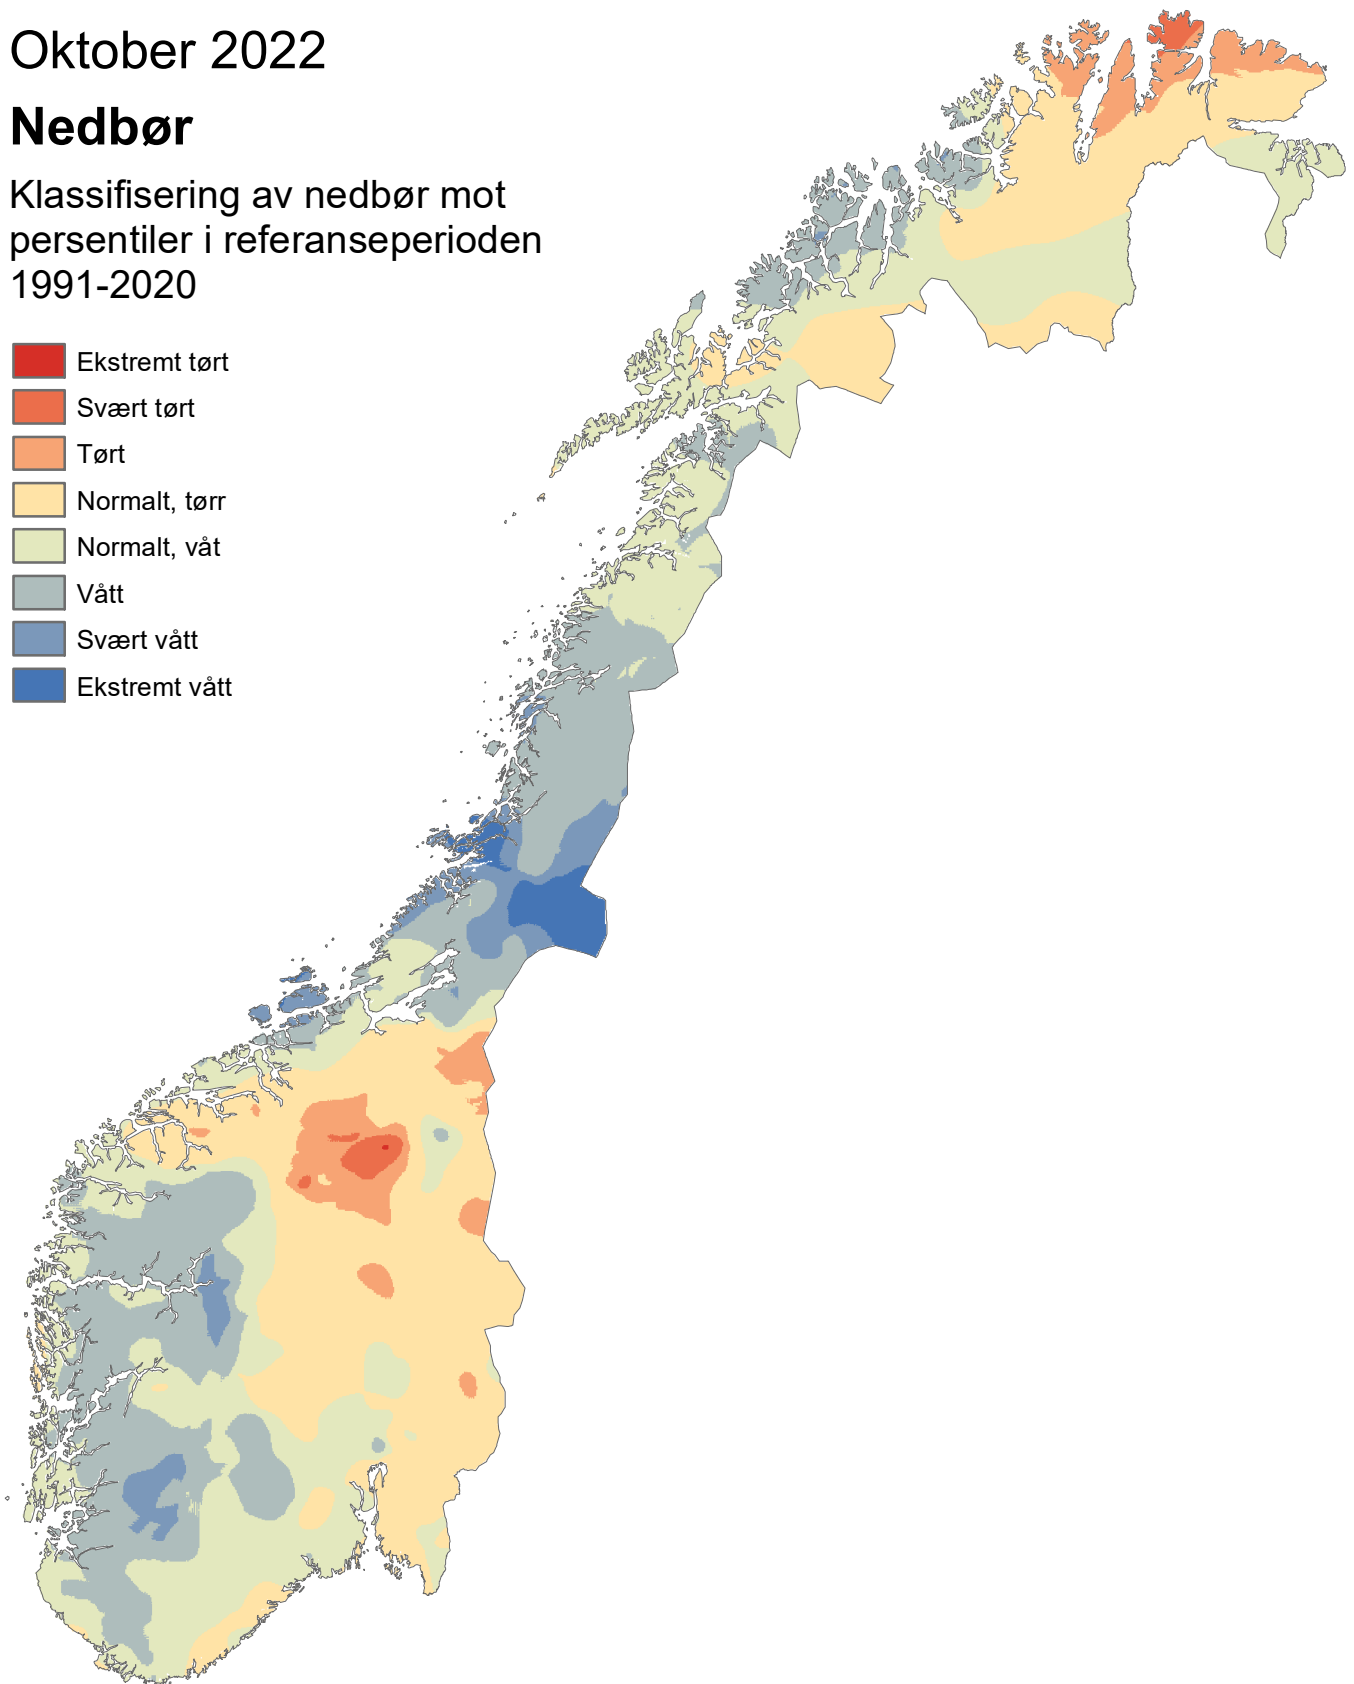 Oktober 2022
Nedbør
Klassifisering av nedbør mot
persentiler i referanseperioden
1991-2020
Ekstremt tørt
Svært tørt
Tørt
Normalt, tørr
Normalt, våt
Vått
Svært vått
Ekstremt vått